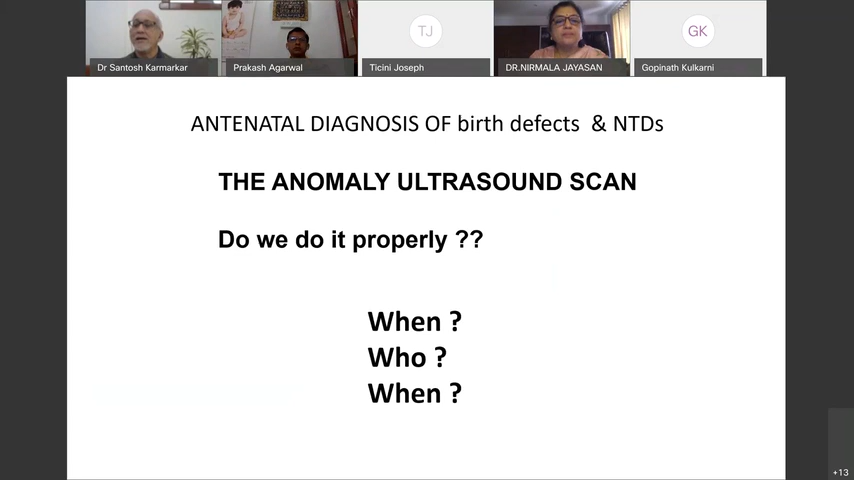 TJ
GK
Dr Santosh Karmarkar
Prakash Agarwal
Ticini Joseph
DR.NIRMALA JAYASAN
Gopinath Kulkarni
ANTENATAL DIAGNOSIS OF birth defects & NTDs
THE ANOMALY ULTRASOUND SCAN
Do we do it properly ??
When ?
Who ?
When ?
+13